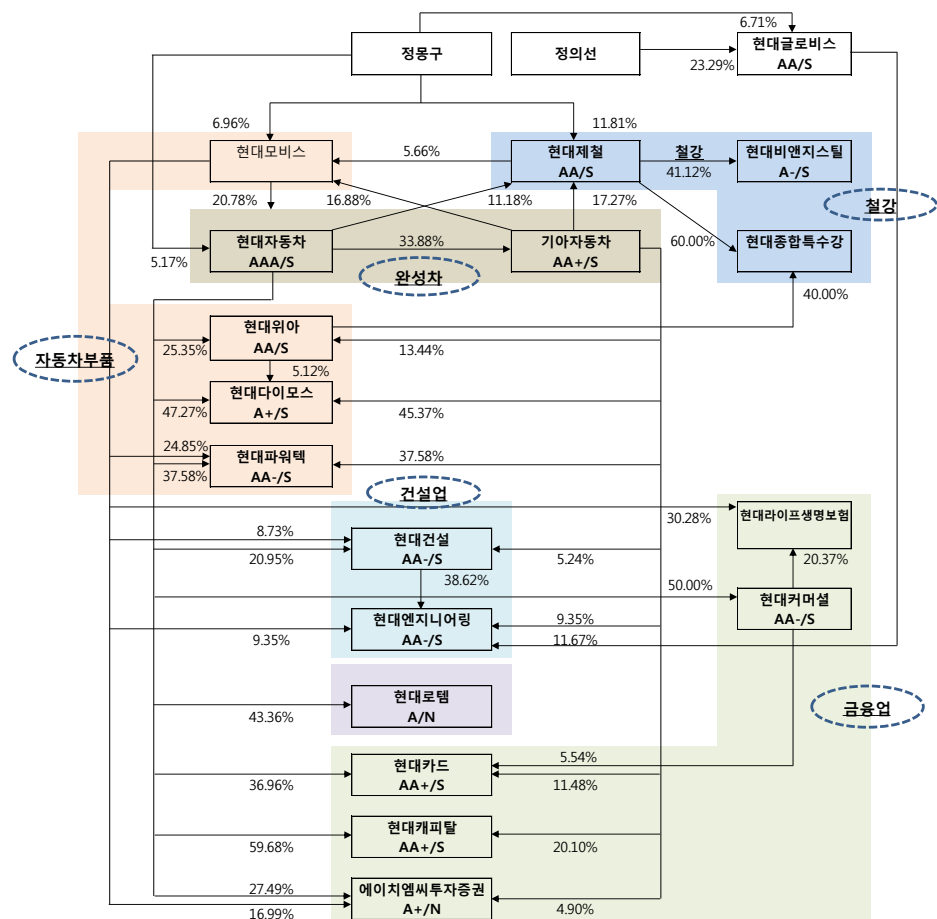 6.71%
정몽구
정의선
현대글로비스
AA/S
23.29%
6.96%
11.81%
현대모비스
5.66%
현대제철
AA/S
철강
41.12%
현대비앤지스틸
A-/S
20.78%
16.88%
11.18%
17.27%
철강
현대자동차
AAA/S
33.88%
기아자동차
AA+/S
60.00%
현대종합특수강
5.17%
완성차
40.00%
현대위아
AA/S
자동차부품
25.35%
13.44%
5.12%
현대다이모스
A+/S
47.27%
45.37%
24.85%
현대파워텍
AA-/S
37.58%
37.58%
건설업
30.28%
현대라이프생명보험
8.73%
현대건설
AA-/S
20.95%
5.24%
20.37%
38.62%
50.00%
현대커머셜
AA-/S
현대엔지니어링
AA-/S
9.35%
9.35%
11.67%
현대로템
A/N
43.36%
금융업
5.54%
현대카드
AA+/S
36.96%
11.48%
현대캐피탈
AA+/S
59.68%
20.10%
27.49%
에이치엠씨투자증권
A+/N
16.99%
4.90%